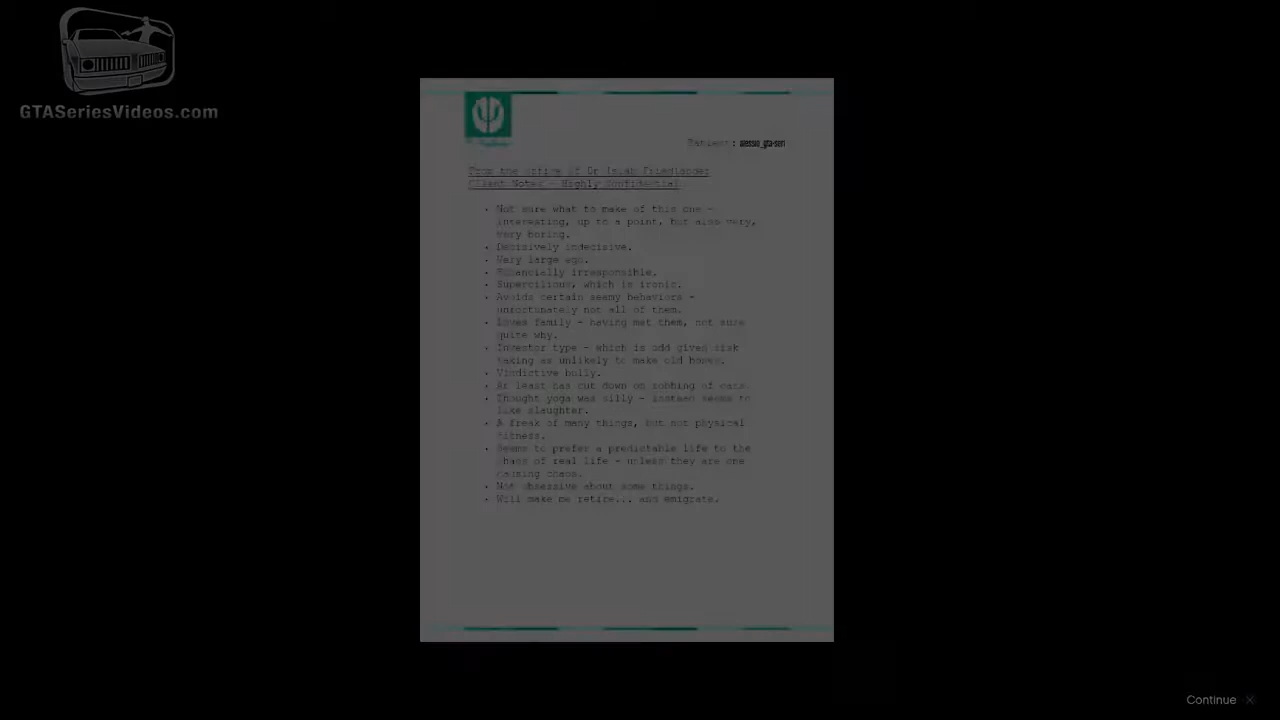 GTASeriesVideos.com
Patient : alessio_gta-seri
From the office of Dr Isiah Friedlander
Client Notes - Highly Confidential
• Not sure what to make of this one -
interesting, up to a point, but also very,
very boring.
• Decisively indecisive.
• Very large ego.
• Financially irresponsible.
• Supercilious, which is ironic.
• Avoids certain seamy behaviors -
unfortunately not all of them.
• Loves family - having met them, not sure
quite why.
• Investor type - which is odd given risk
taking as unlikely to make old bones.
• Vindictive bully.
• At least has cut down on robbing of cars.
• Thought yoga was silly - instead seems to
like slaughter.
• A freak of many things, but not physical
fitness.
• Seems to prefer a predictable life to the
chaos of real life - unless they are one
causing chaos.
• Not obsessive about some things.
• Will make me retire... and emigrate.
Continue